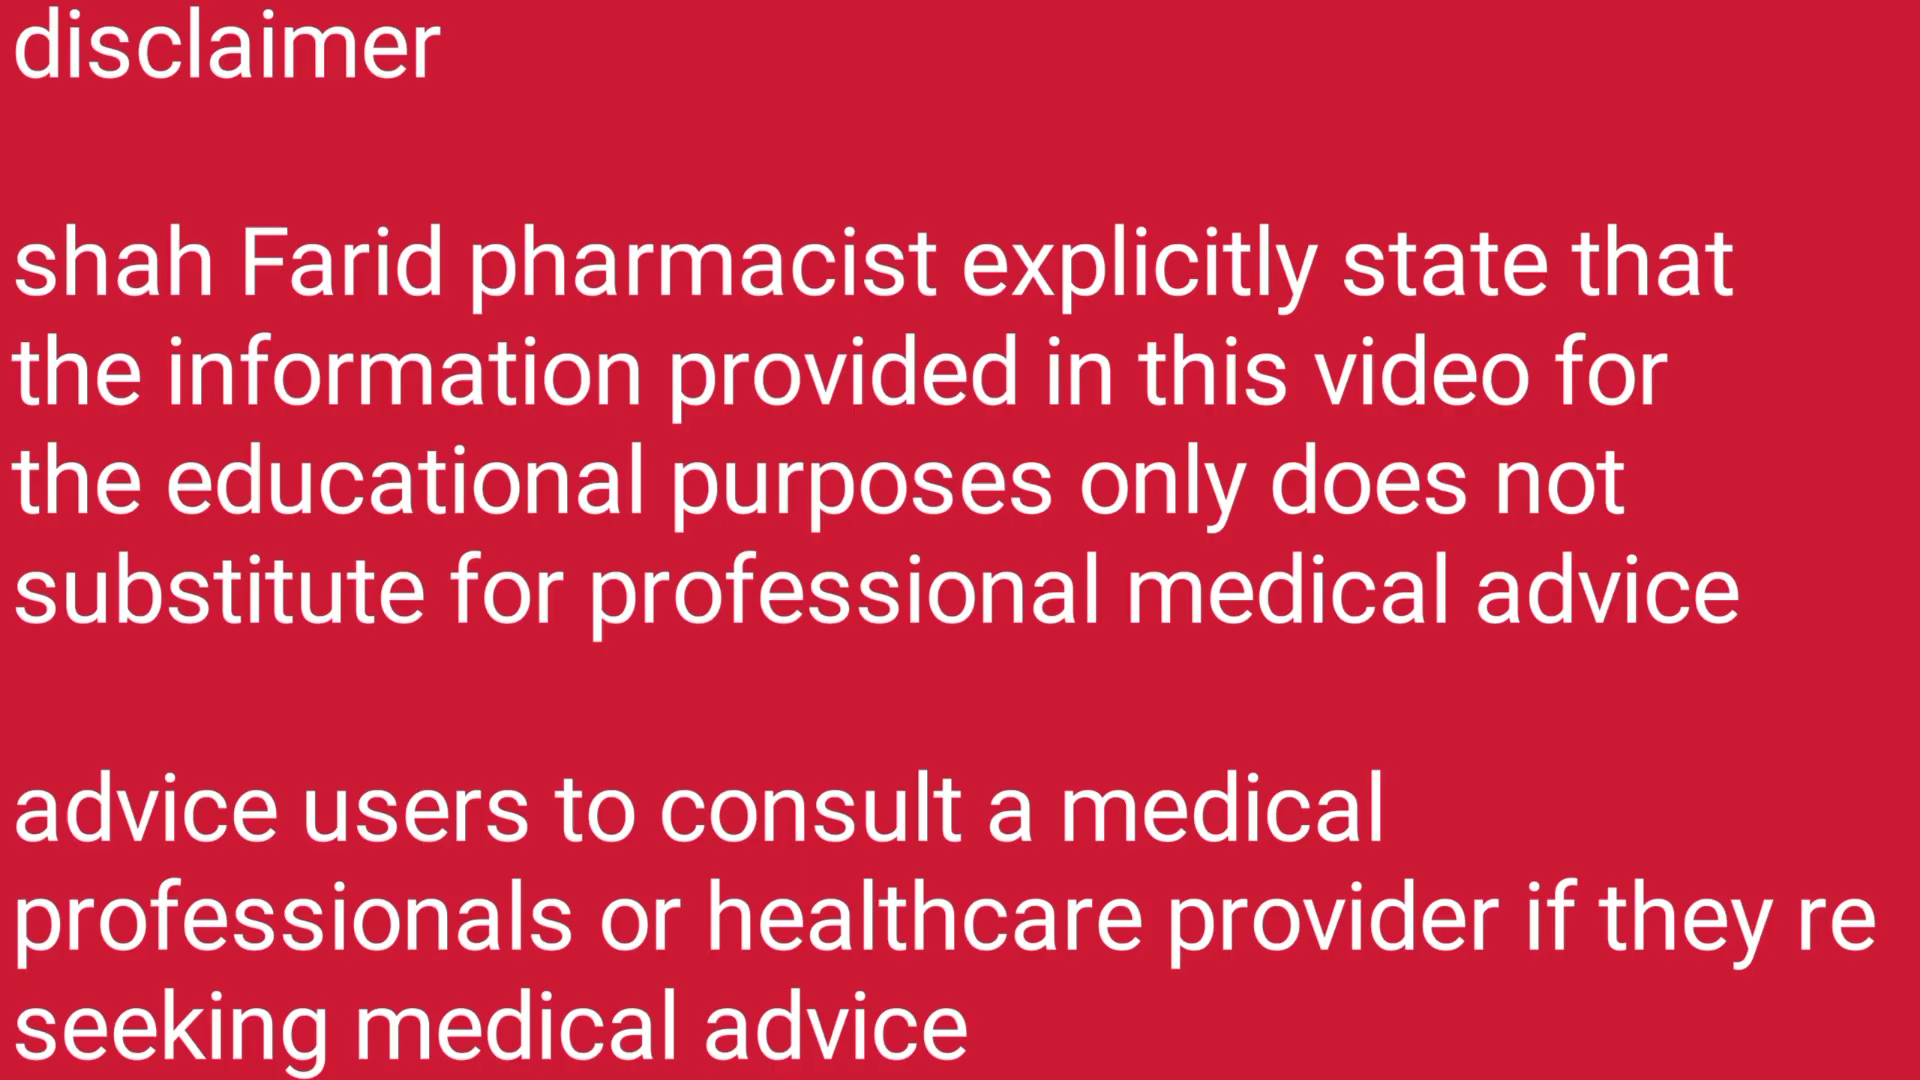 disclaimer
shah Farid pharmacist explicitly state that
the information provided in this video for
the educational purposes only does not
substitute for professional medical advice
advice users to consult a medical
professionals or healthcare provider if they re
seeking medical advice